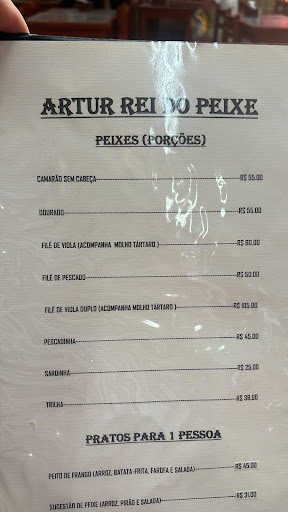 ARTUR REI DO PEIXE
PEIXES (PORÇÕES)
CAMARÃO SEM CABEÇA R$ 55.00
DOURADO R$ 55.00
FILÉ DE VIOLA (ACOMPANHA MOLHO TÁRTARO ) R$ 60.00
FILÉ DE PESCADO R$ 50.00
FILÉ DE VIOLA DUPLO (ACOMPANHA MOLHO TÁRTARO ) R$ 105.00
PESCADINHA R$ 45.00
SARDINHA R$ 25.00
TRILHA R$ 36.00
PRATOS PARA 1 PESSOA
PEITO DE FRANGO (ARROZ, BATATA-FRITA, FAROFA E SALADA) R$ 45.00
SUGESTÃO DE PEIXE (ARROZ, PIRÃO E SALADA) R$ 31.00